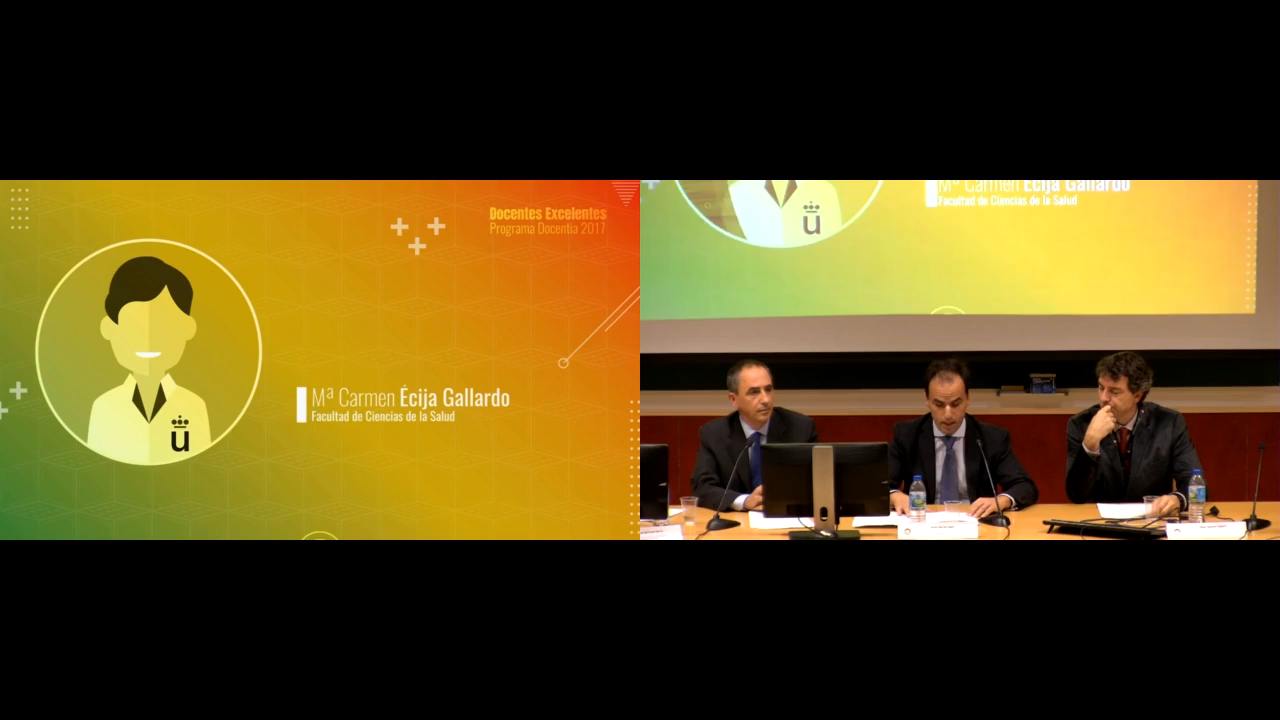 Docentes Excelentes
Programa Docentia 2017
Mª Carmen Écija Gallardo
Facultad de Ciencias de la Salud
ü
Mª Carmen Écija Gallardo
Facultad de Ciencias de la Salud
ü